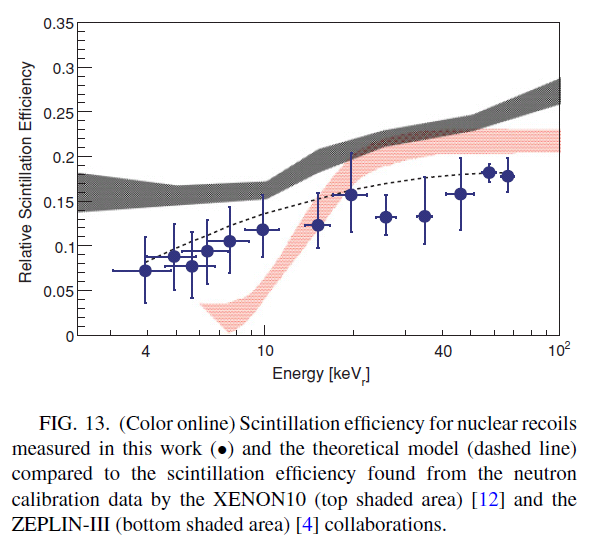 0.35
0.3
0.25
0.2
0.15
0.1
0.05
0
Relative Scintillation Efficiency
4 10 40 10²
Energy [keVᵣ]
FIG. 13. (Color online) Scintillation efficiency for nuclear recoils
measured in this work (•) and the theoretical model (dashed line)
compared to the scintillation efficiency found from the neutron
calibration data by the XENON10 (top shaded area) [12] and the
ZEPLIN-III (bottom shaded area) [4] collaborations.